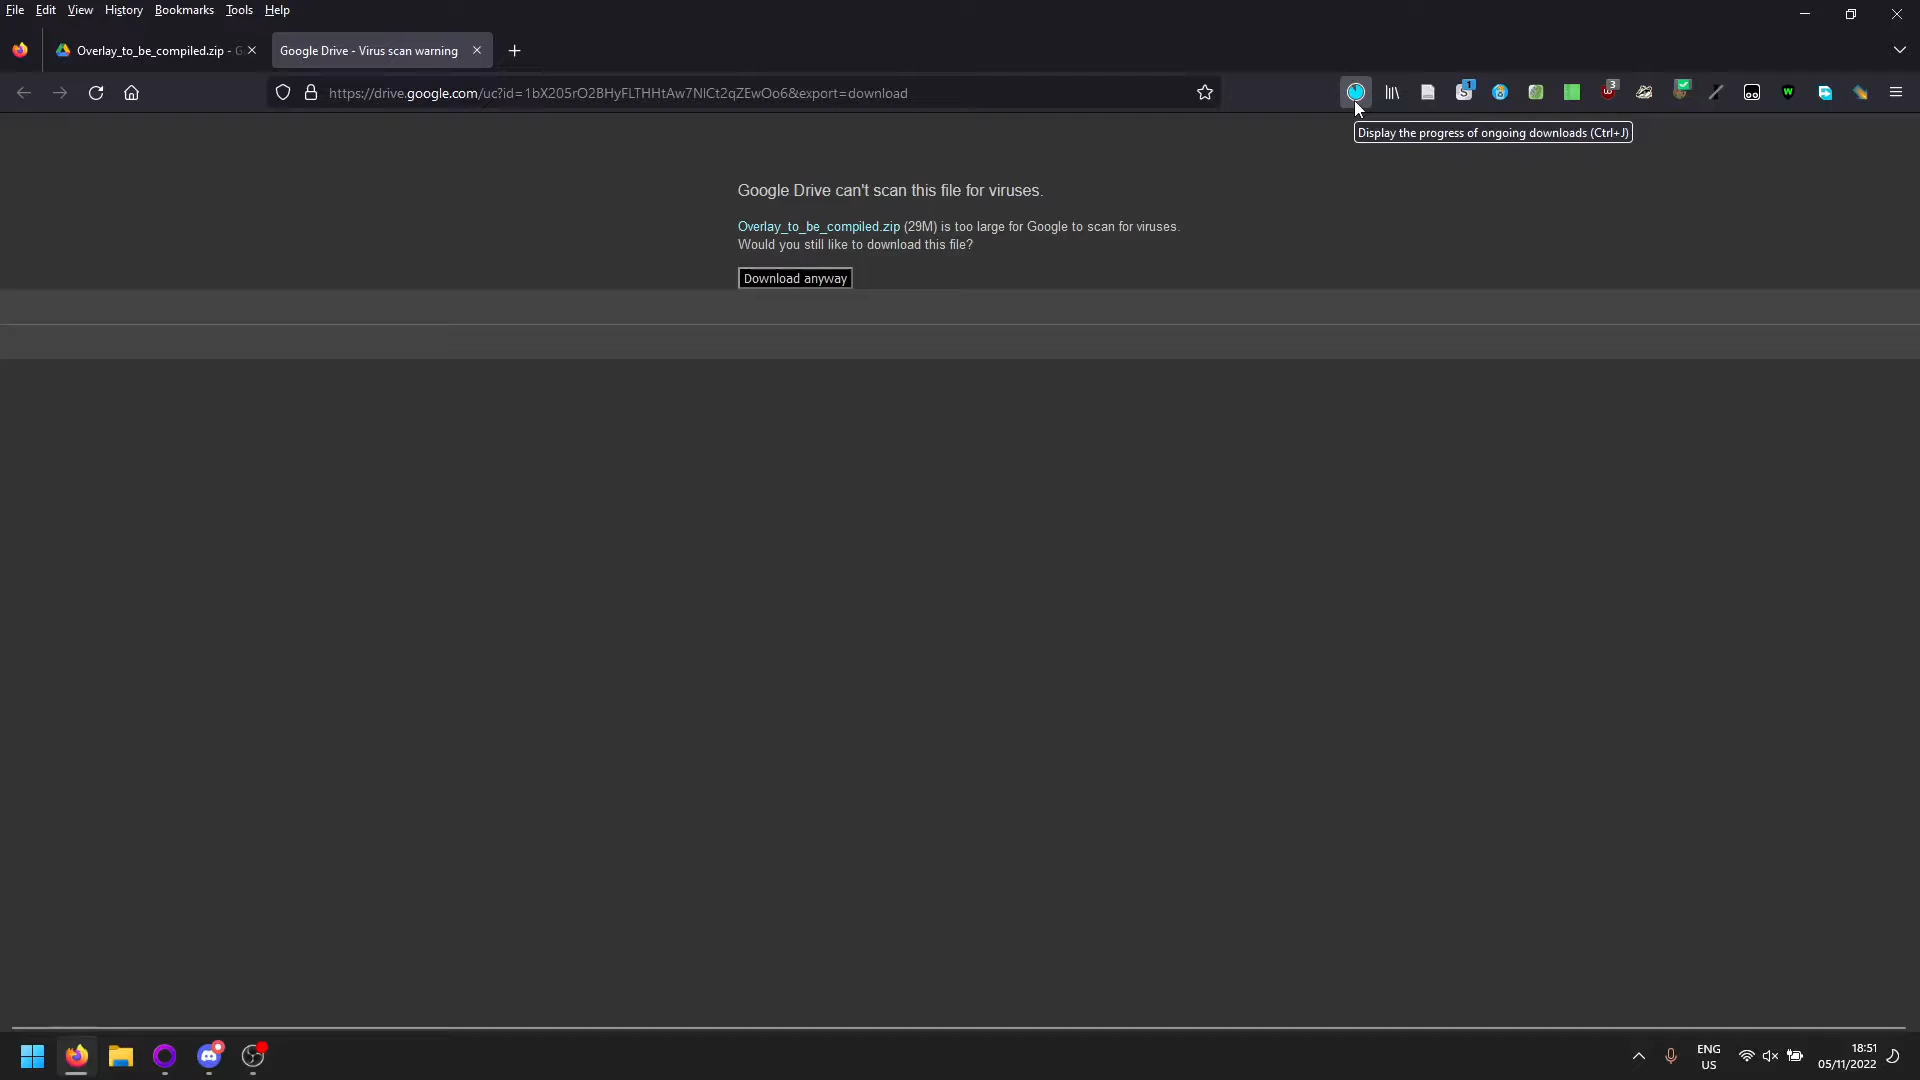 File Edit View History Bookmarks Tools Help
Overlay_to_be_compiled.zip - G
Google Drive - Virus scan warning
https://drive.google.com/uc?id=1bX205rO2BHyFLTHHtAw7NlCt2qZEwOo6&export=download
S 1
3
W
Display the progress of ongoing downloads (Ctrl+J)
Google Drive can't scan this file for viruses.
Overlay_to_be_compiled.zip (29M) is too large for Google to scan for viruses.
Would you still like to download this file?
Download anyway
ENG
US
18:51
05/11/2022